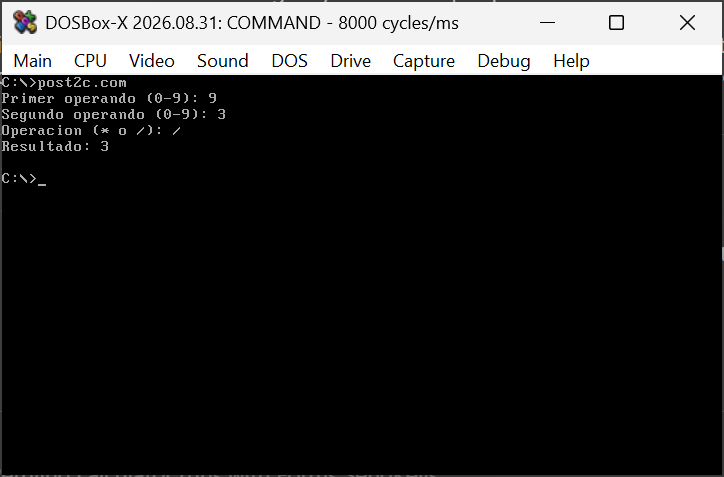 DOSBox-X 2026.08.31: COMMAND - 8000 cycles/ms
Main CPU Video Sound DOS Drive Capture Debug Help
C:\>post2c.com
Primer operando (0-9): 9
Segundo operando (0-9): 3
Operacion (* o /): /
Resultado: 3
C:\>_